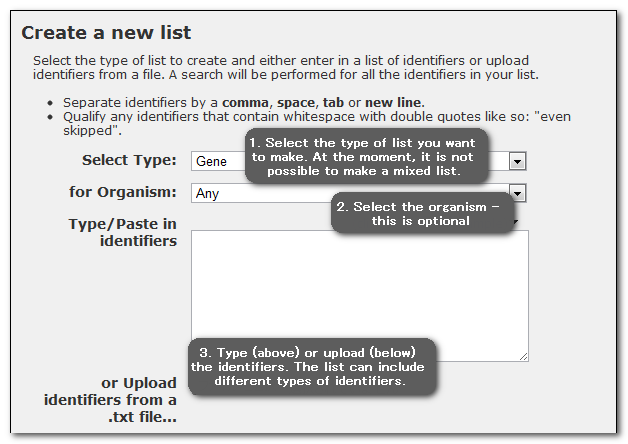 Create a new list
Select the type of list to create and either enter in a list of identifiers or upload
identifiers from a file. A search will be performed for all the identifiers in your list.
Separate identifiers by a comma, space, tab or new line.
Qualify any identifiers that contain whitespace with double quotes like so: "even
skipped".
Select Type:
Gene
1. Select the type of list you want
to make. At the moment, it is not
possible to make a mixed list.
for Organism:
Any
2. Select the organism -
this is optional
Type/Paste in
identifiers
3. Type (above) or upload (below)
the identifiers. The list can include
different types of identifiers.
or Upload
identifiers from a
.txt file...